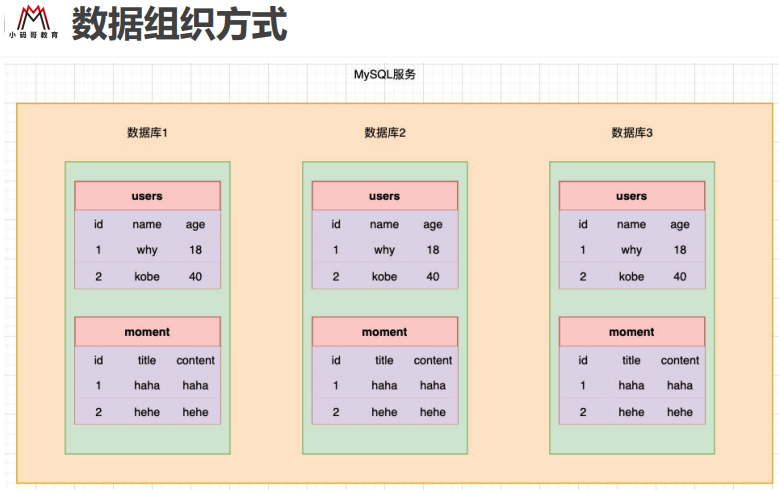 小码哥教育
数据组织方式
MySQL服务
数据库1
users
id name age
1 why 18
2 kobe 40
moment
id title content
1 haha haha
2 hehe hehe
数据库2
users
id name age
1 why 18
2 kobe 40
moment
id title content
1 haha haha
2 hehe hehe
数据库3
users
id name age
1 why 18
2 kobe 40
moment
id title content
1 haha haha
2 hehe hehe